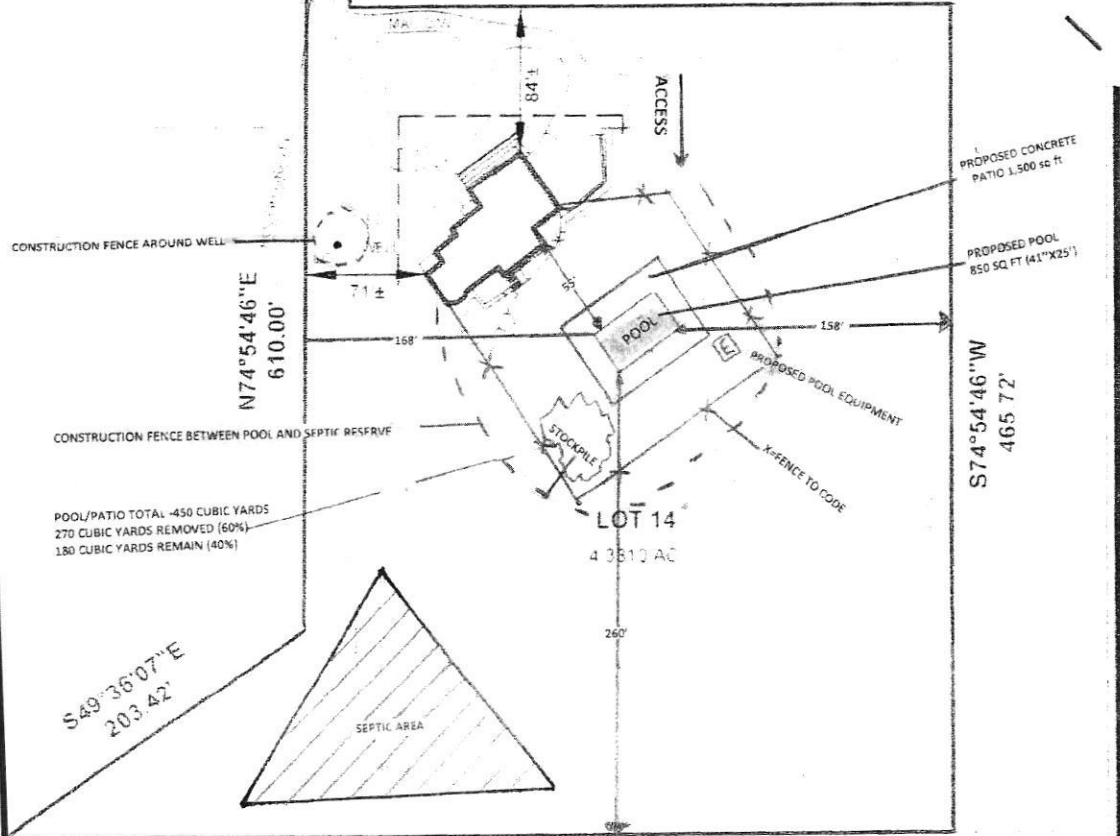 84'±
ACCESS
PROPOSED CONCRETE
PATIO 1,500 sq ft
CONSTRUCTION FENCE AROUND WELL
71 ±
PROPOSED POOL
850 SQ FT (41"X25')
N74°54'46"E
610.00'
55'
168'
POOL
158'
E
PROPOSED POOL EQUIPMENT
S74°54'46"W
465.72'
CONSTRUCTION FENCE BETWEEN POOL AND SEPTIC RESERVE
STOCKPILE
X=FENCE TO CODE
POOL/PATIO TOTAL -450 CUBIC YARDS
270 CUBIC YARDS REMOVED (60%)
180 CUBIC YARDS REMAIN (40%)
LOT 14
AC
260'
S49°36'07"E
203.42'
SEPTIC AREA